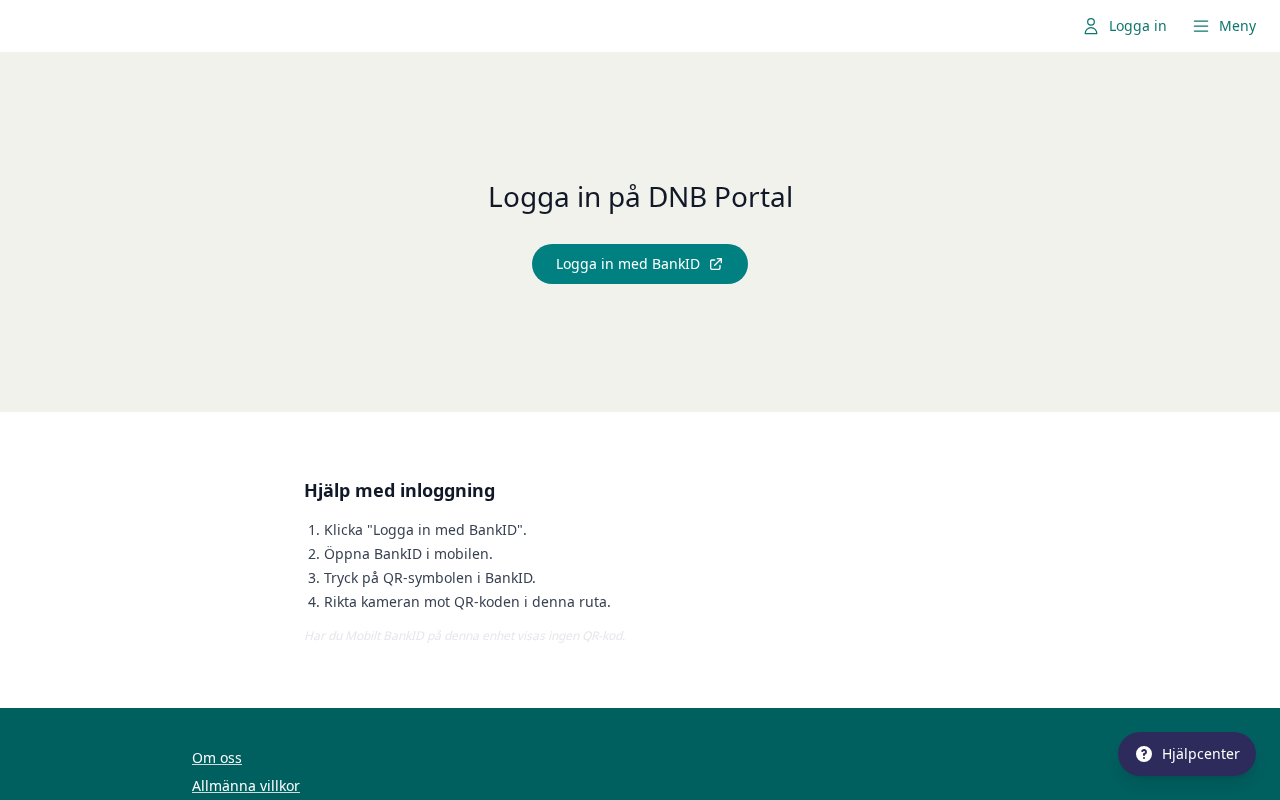 Logga in
Meny
Logga in på DNB Portal
Logga in med BankID
Hjälp med inloggning
1. Klicka "Logga in med BankID".
2. Öppna BankID i mobilen.
3. Tryck på QR-symbolen i BankID.
4. Rikta kameran mot QR-koden i denna ruta.
Har du Mobilt BankID på denna enhet visas ingen QR-kod.
Om oss
Hjälpcenter
Allmänna villkor